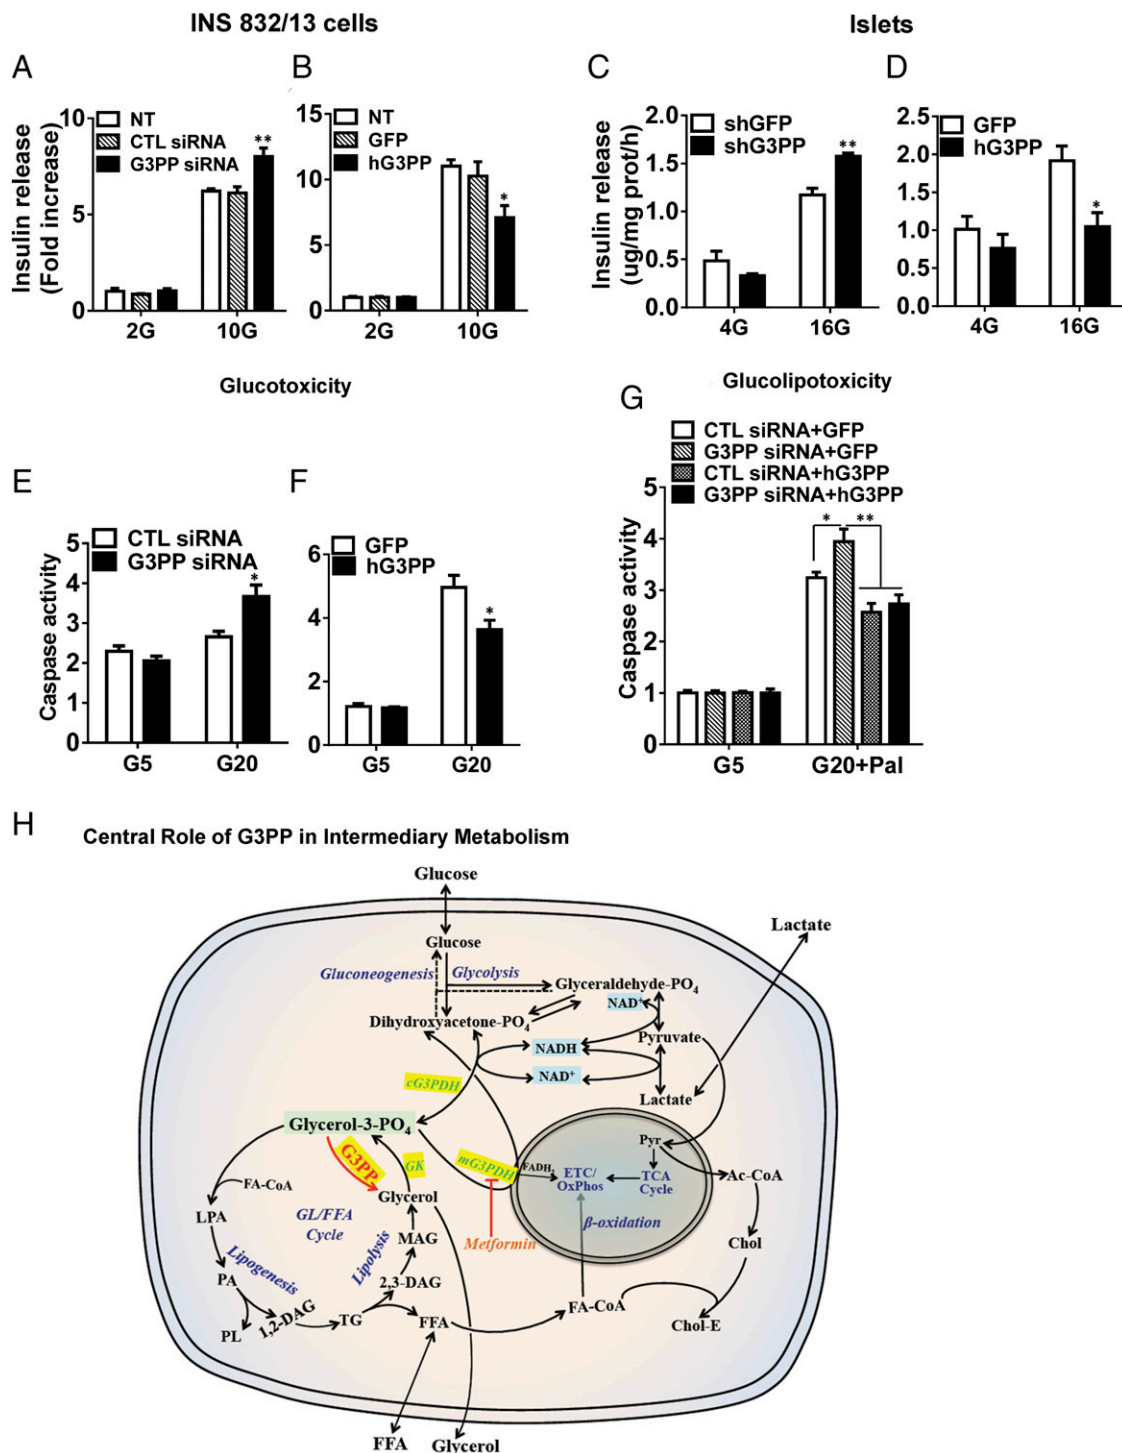 INS 832/13 cells
Islets
A
B
C
D
Insulin release
(Fold increase)
10
5
0
NT
CTL siRNA
G3PP siRNA
**
2G
10G
15
10
5
0
NT
GFP
hG3PP
*
2G
10G
Insulin release
(ug/mg prot/h)
2.0
1.5
1.0
0.5
0.0
shGFP
shG3PP
**
4G
16G
2.5
2.0
1.5
1.0
0.5
0.0
GFP
hG3PP
*
4G
16G
Glucotoxicity
Glucolipotoxicity
E
F
G
Caspase activity
5
4
3
2
1
0
CTL siRNA
G3PP siRNA
*
G5
G20
6
4
2
0
GFP
hG3PP
*
G5
G20
CTL siRNA+GFP
G3PP siRNA+GFP
CTL siRNA+hG3PP
G3PP siRNA+hG3PP
Caspase activity
5
4
3
2
1
0
*
**
G5
G20+Pal
H
Central Role of G3PP in Intermediary Metabolism
Glucose
Lactate
Glucose
Gluconeogenesis
Glycolysis
Glyceraldehyde-PO4
NAD+
Dihydroxyacetone-PO4
Pyruvate
NADH
NAD+
cG3PDH
Lactate
Glycerol-3-PO4
G3PP
GK
mG3PDH
FADH2
Pyr
ETC/
OxPhos
TCA
Cycle
Ac-CoA
FA-CoA
Glycerol
LPA
GL/FFA
Cycle
β-oxidation
MAG
Metformin
Chol
Lipogenesis
Lipolysis
PA
2,3-DAG
FA-CoA
PL
1,2-DAG
TG
FFA
Chol-E
FFA
Glycerol